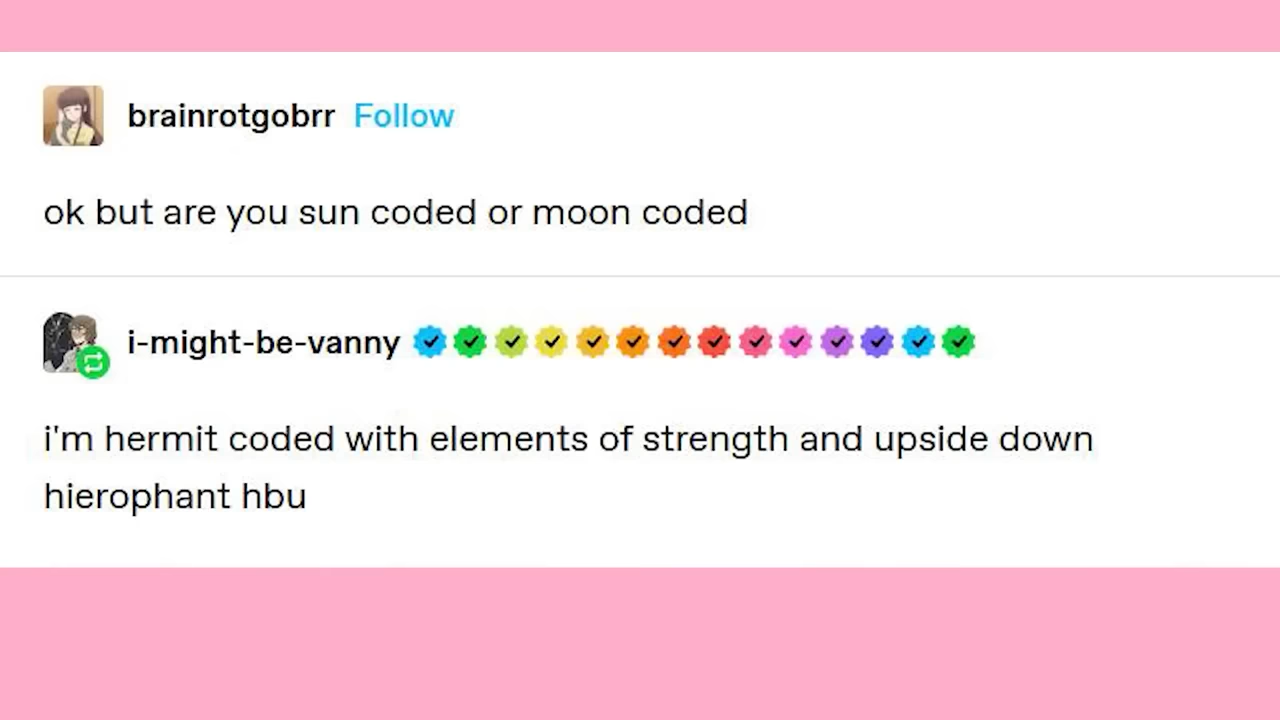 brainrotgobrr Follow
ok but are you sun coded or moon coded
i-might-be-vanny
i'm hermit coded with elements of strength and upside down
hierophant hbu